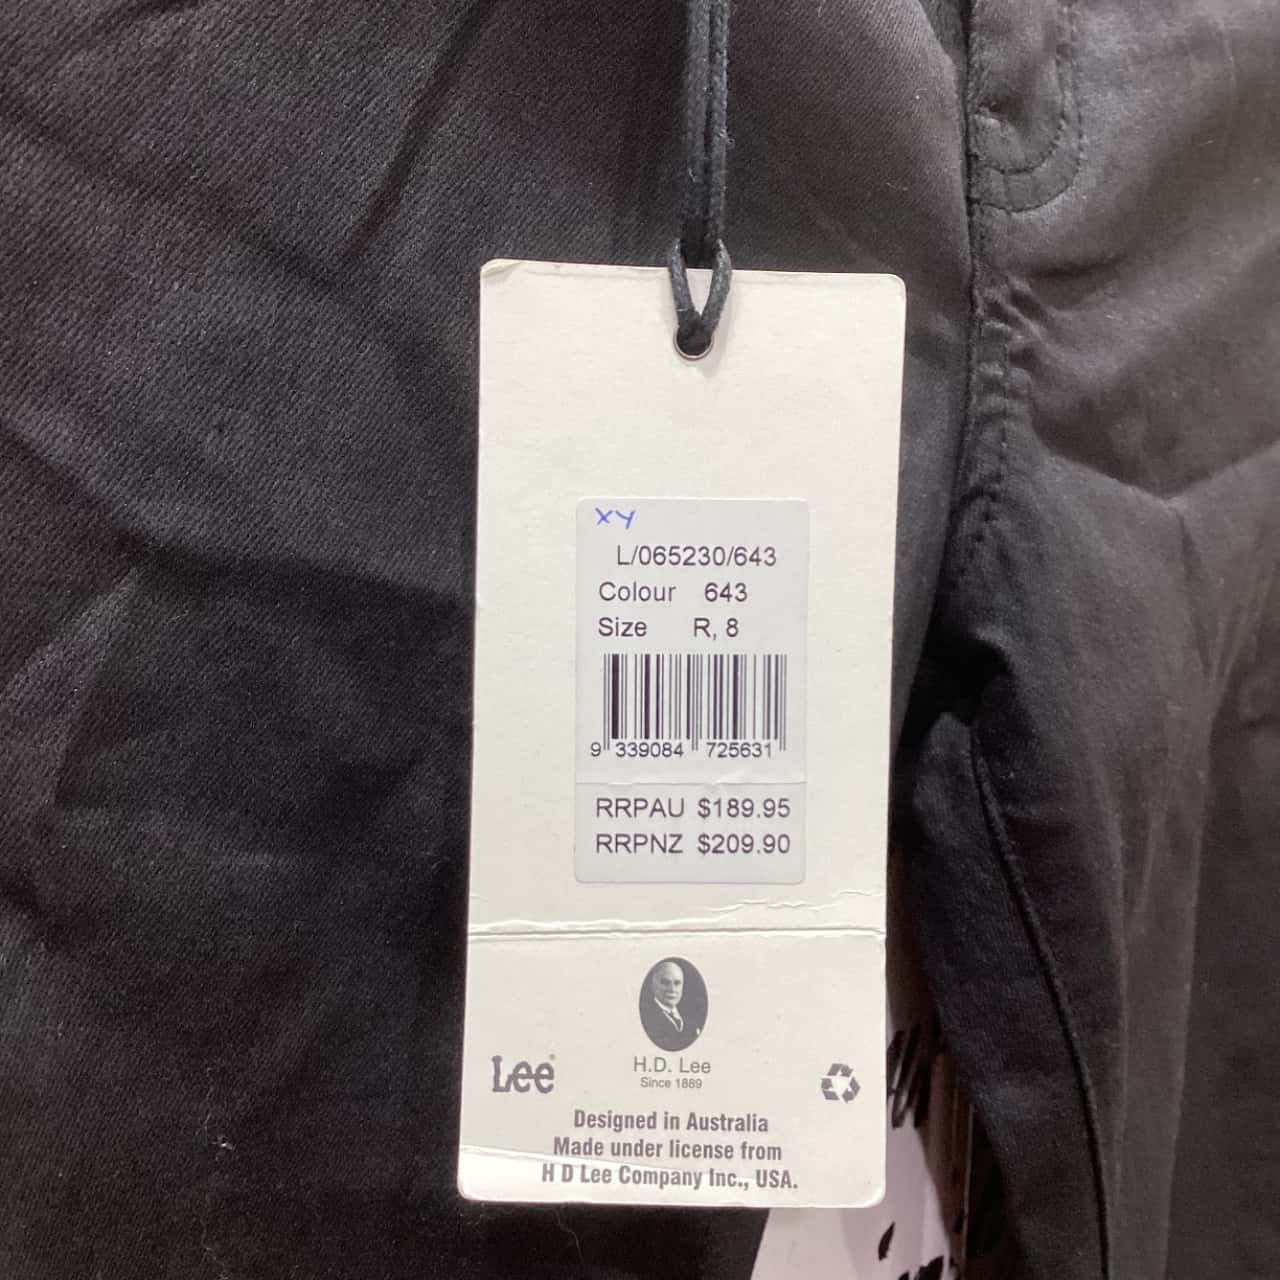 XY
L/065230/643
Colour 643
Size R, 8
9 339084 725631
RRPAU $189.95
RRPNZ $209.90
Lee®
H.D. Lee
Since 1889
Designed in Australia
Made under license from
H D Lee Company Inc., USA.